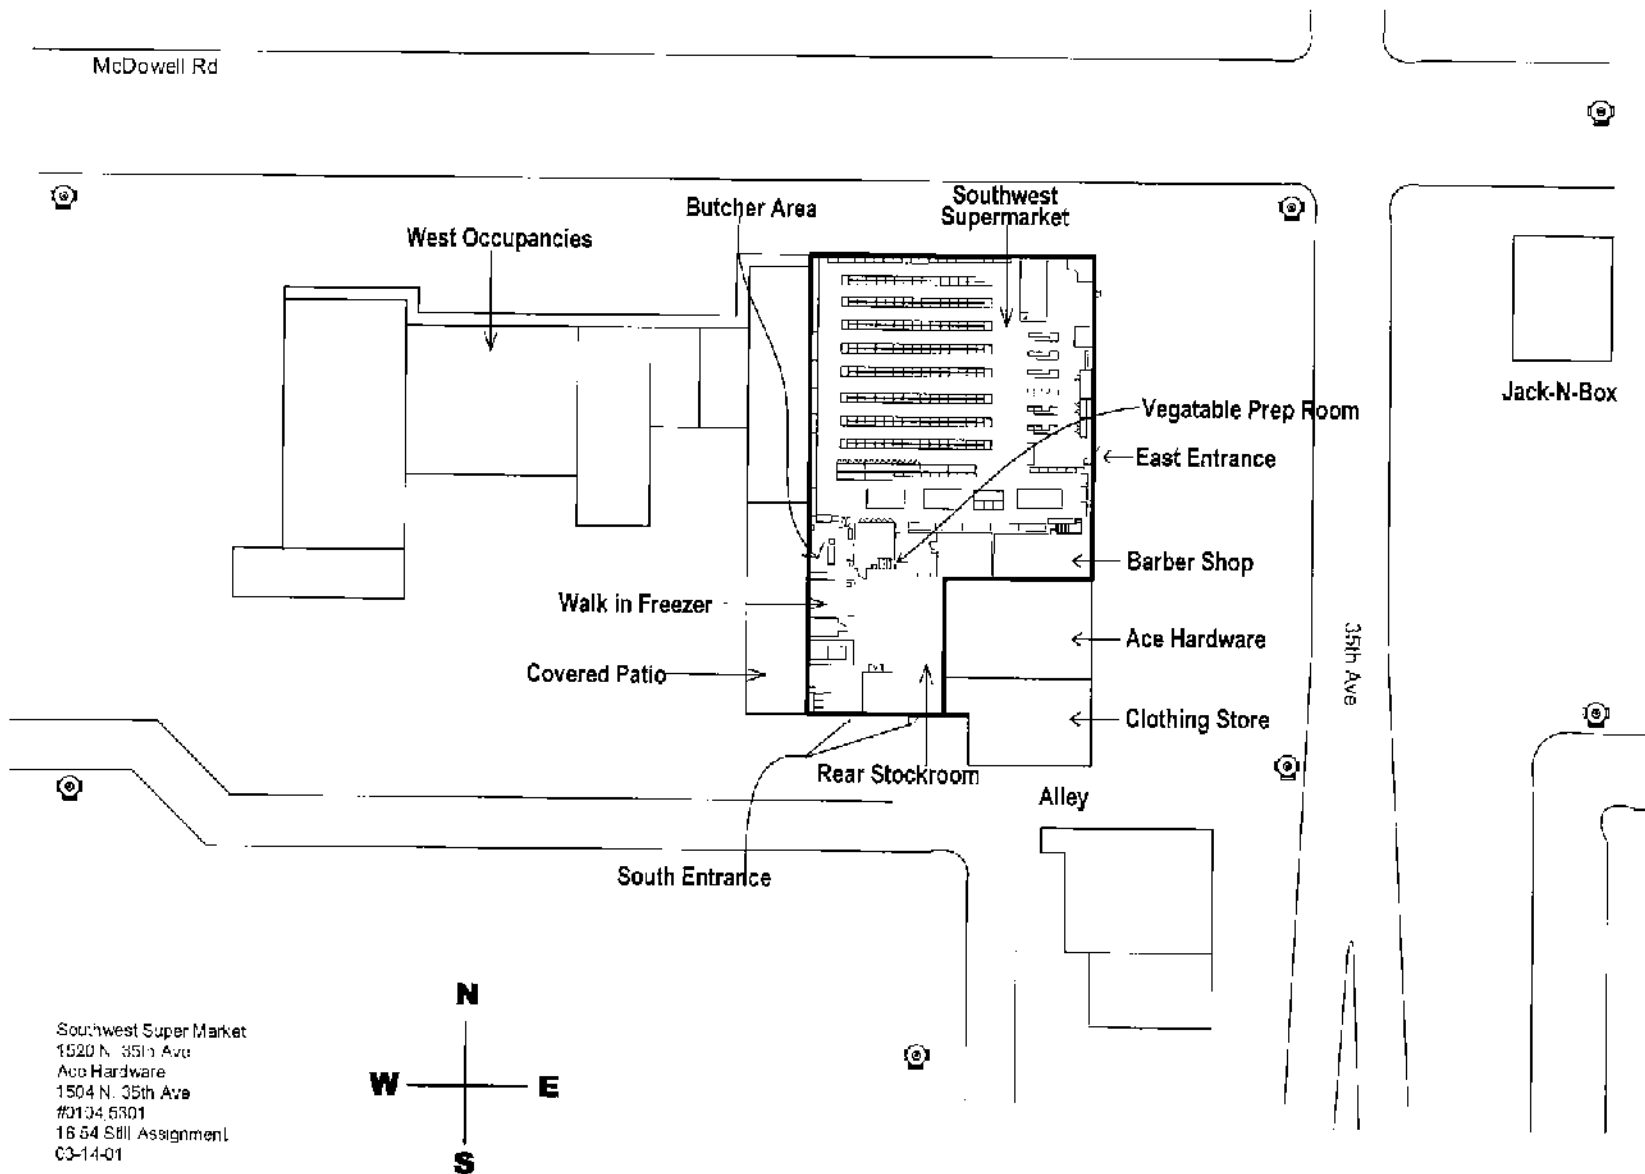 McDowell Rd
Butcher Area
Southwest
Supermarket
West Occupancies
Jack-N-Box
Vegatable Prep Room
East Entrance
Barber Shop
Walk in Freezer
Ace Hardware
35th Ave
Covered Patio
Clothing Store
Rear Stockroom
Alley
South Entrance
N
W
E
S
Southwest Super Market
1520 N. 35th Ave
Ace Hardware
1504 N. 35th Ave
16:54 Still Assignment
03-14-01